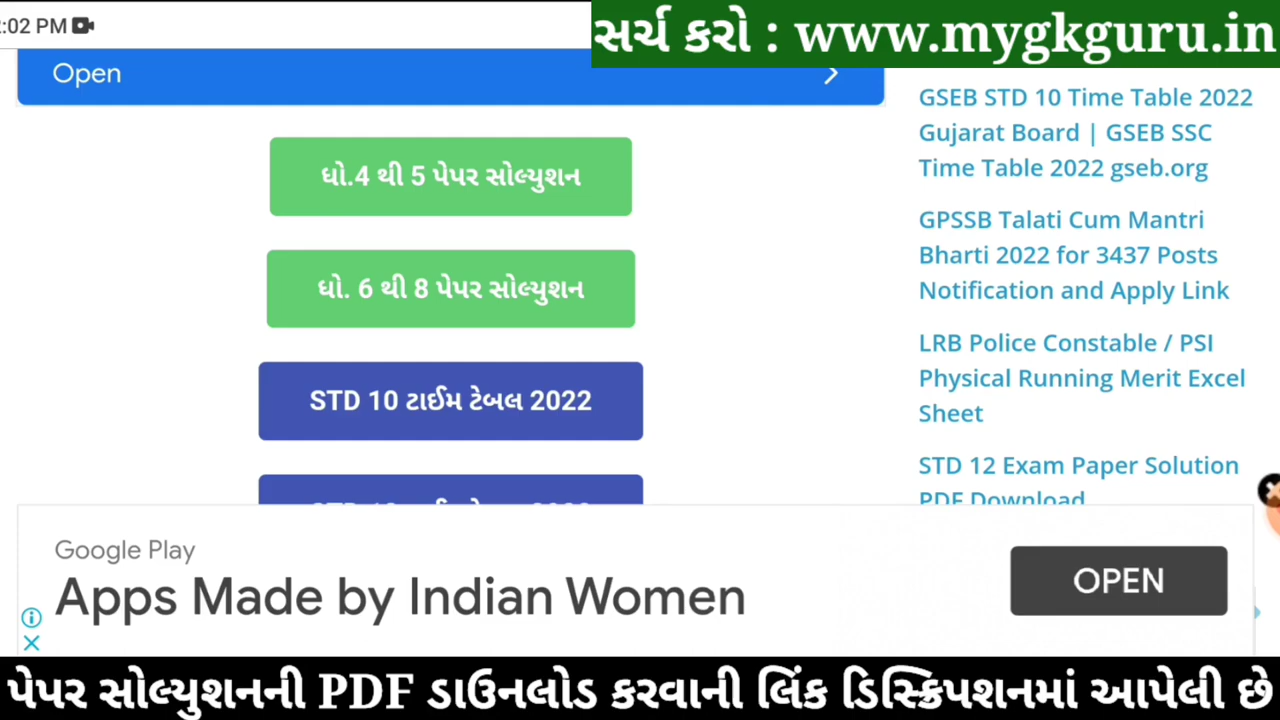 :02 PM
સર્ચ કરો : www.mygkguru.in
Open
ધો.4 થી 5 પેપર સોલ્યુશન
ધો. 6 થી 8 પેપર સોલ્યુશન
STD 10 ટાઈમ ટેબલ 2022
GSEB STD 10 Time Table 2022
Gujarat Board | GSEB SSC
Time Table 2022 gseb.org
GPSSB Talati Cum Mantri
Bharti 2022 for 3437 Posts
Notification and Apply Link
LRB Police Constable / PSI
Physical Running Merit Excel
Sheet
STD 12 Exam Paper Solution
PDF Download
Google Play
Apps Made by Indian Women
OPEN
પેપર સોલ્યુશનની PDF ડાઉનલોડ કરવાની લિંક ડિસ્ક્રિપશનમાં આપેલી છે